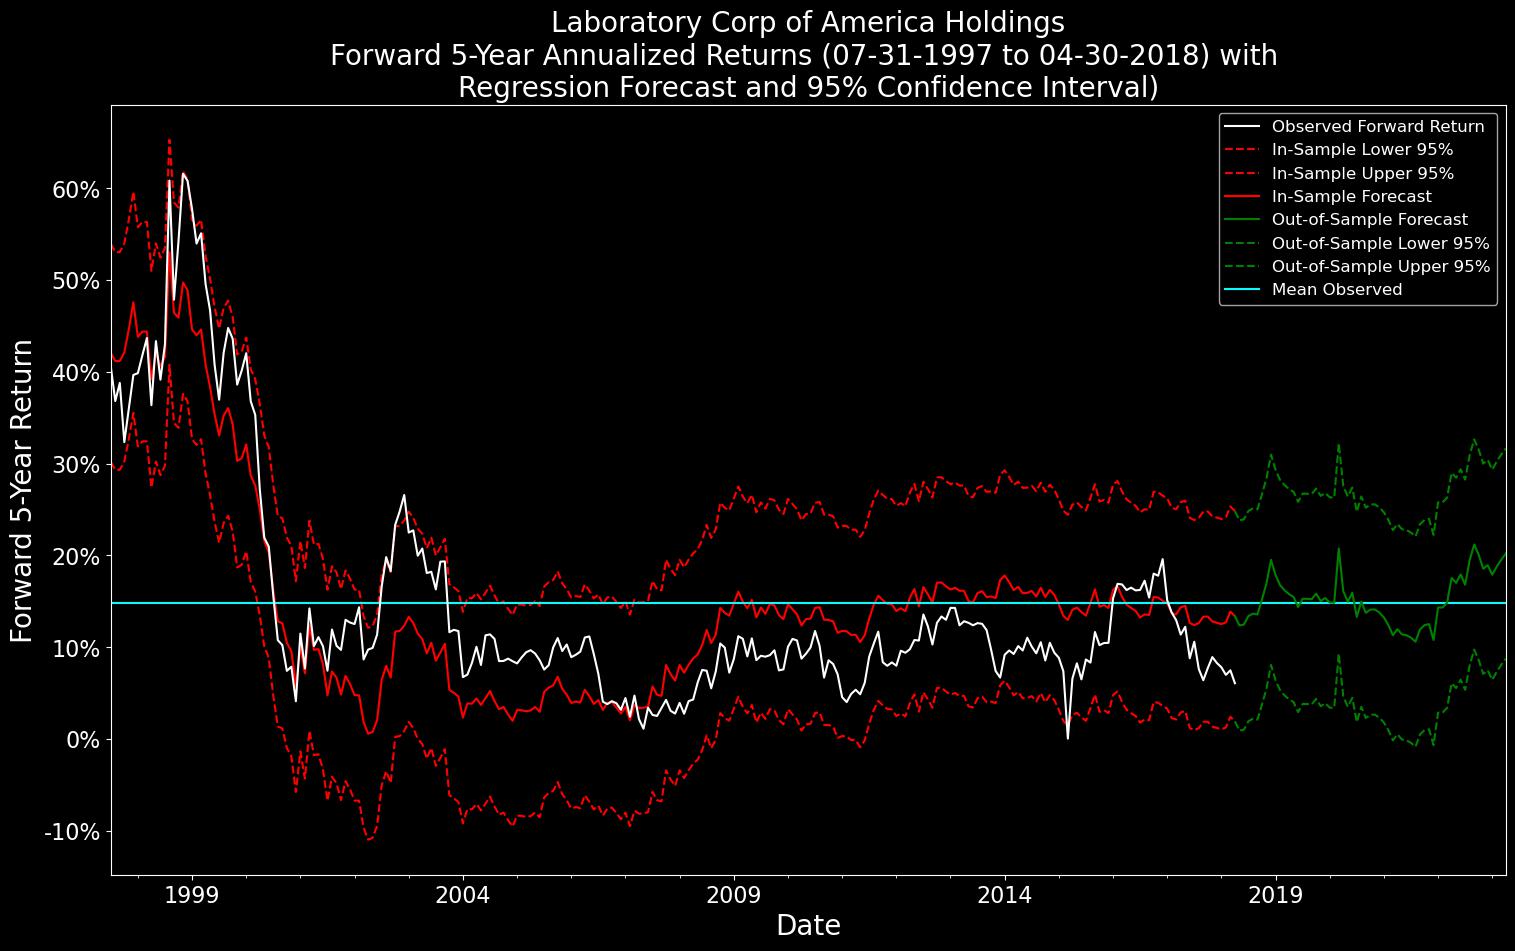 Laboratory Corp of America Holdings
Forward 5-Year Annualized Returns (07-31-1997 to 04-30-2018) with
Regression Forecast and 95% Confidence Interval)
Observed Forward Return
In-Sample Lower 95%
In-Sample Upper 95%
In-Sample Forecast
Out-of-Sample Forecast
Out-of-Sample Lower 95%
Out-of-Sample Upper 95%
Mean Observed
Forward 5-Year Return
60%
50%
40%
30%
20%
10%
0%
-10%
1999 2004 2009 2014 2019
Date